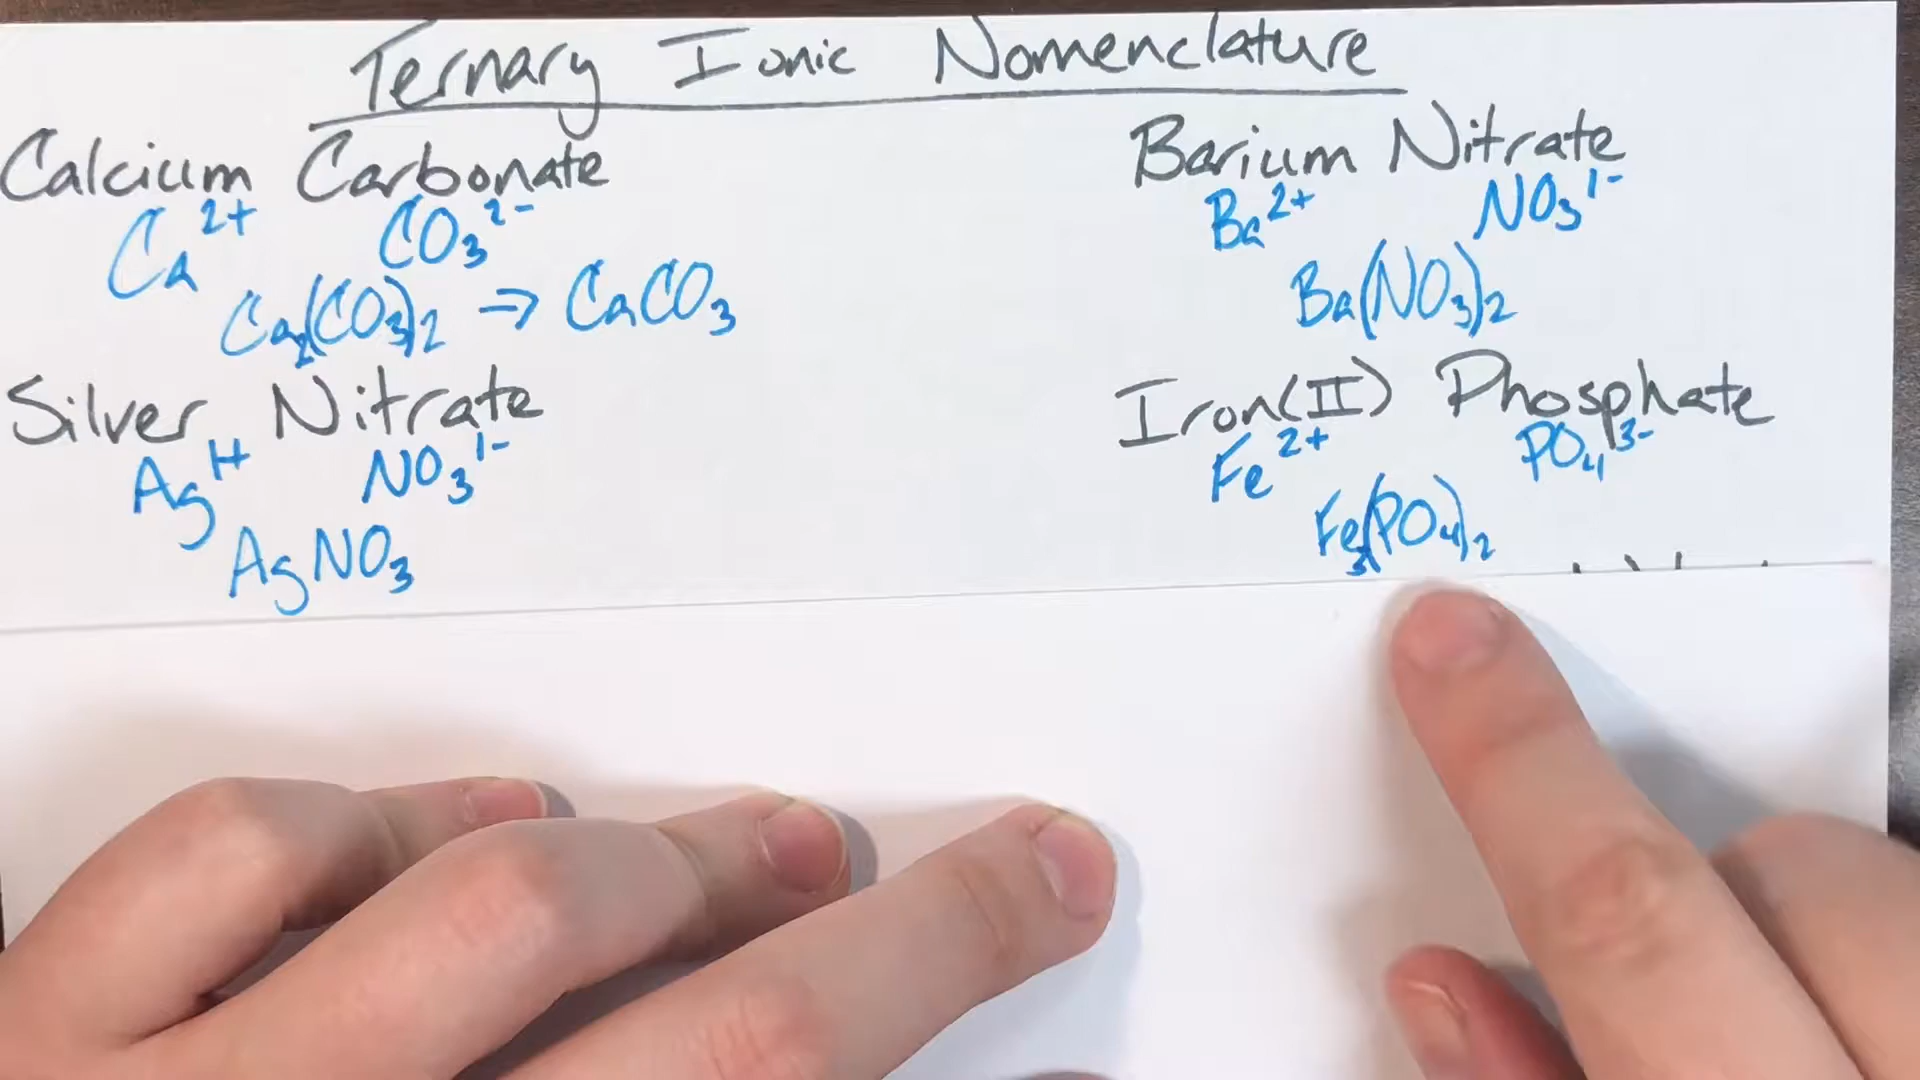 Ternary Ionic Nomenclature
Calcium Carbonate
Ca²⁺ CO₃²⁻
Ca₂(CO₃)₂ ⇒ CaCO₃
Silver Nitrate
Ag¹⁺ NO₃¹⁻
AgNO₃
Barium Nitrate
Ba²⁺ NO₃¹⁻
Ba(NO₃)₂
Iron(II) Phosphate
Fe²⁺ PO₄³⁻
Fe₃(PO₄)₂